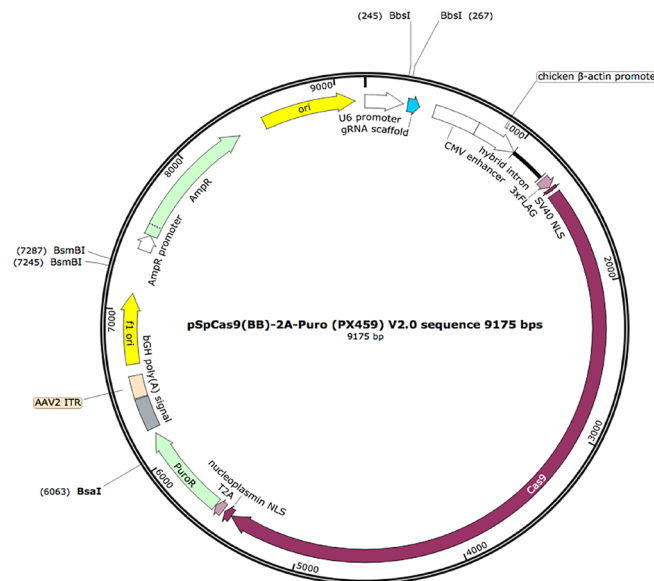 (245) BbsI
BbsI (267)
chicken β-actin promote
9000
ori
U6 promoter
gRNA scaffold
1000
hybrid intron
CMV enhancer
3xFLAG
SV40 NLS
8000
AmpR
AmpR promoter
(7287) BsmBI
(7245) BsmBI
2000
7000
f1 ori
pSpCas9(BB)-2A-Puro (PX459) V2.0 sequence 9175 bps
9175 bp
bGH poly(A) signal
AAV2 ITR
3000
PuroR
6000
nucleoplasmin NLS
T2A
(6063) BsaI
Cas9
4000
5000